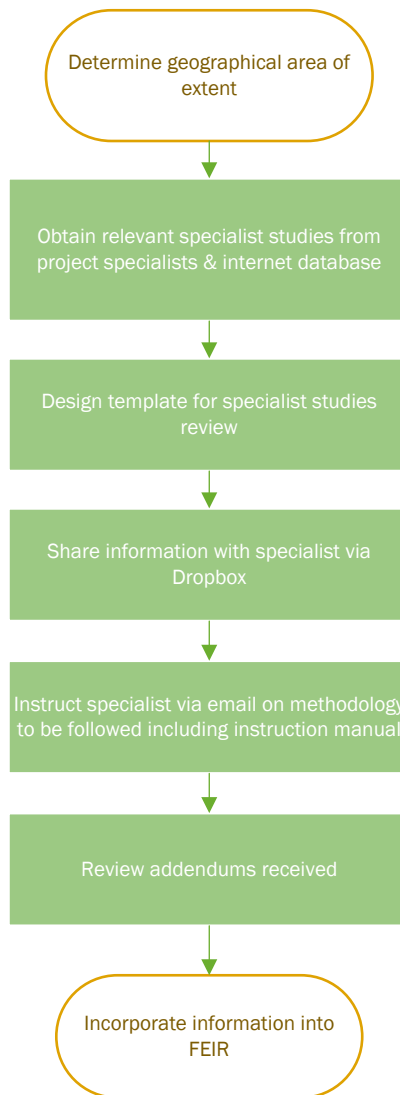 Determine geographical area of
extent
Obtain relevant specialist studies from
project specialists & internet database
Design template for specialist studies
review
Share information with specialist via
Dropbox
Instruct specialist via email on methodology
to be followed including instruction manual
Review addendums received
Incorporate information into
FEIR